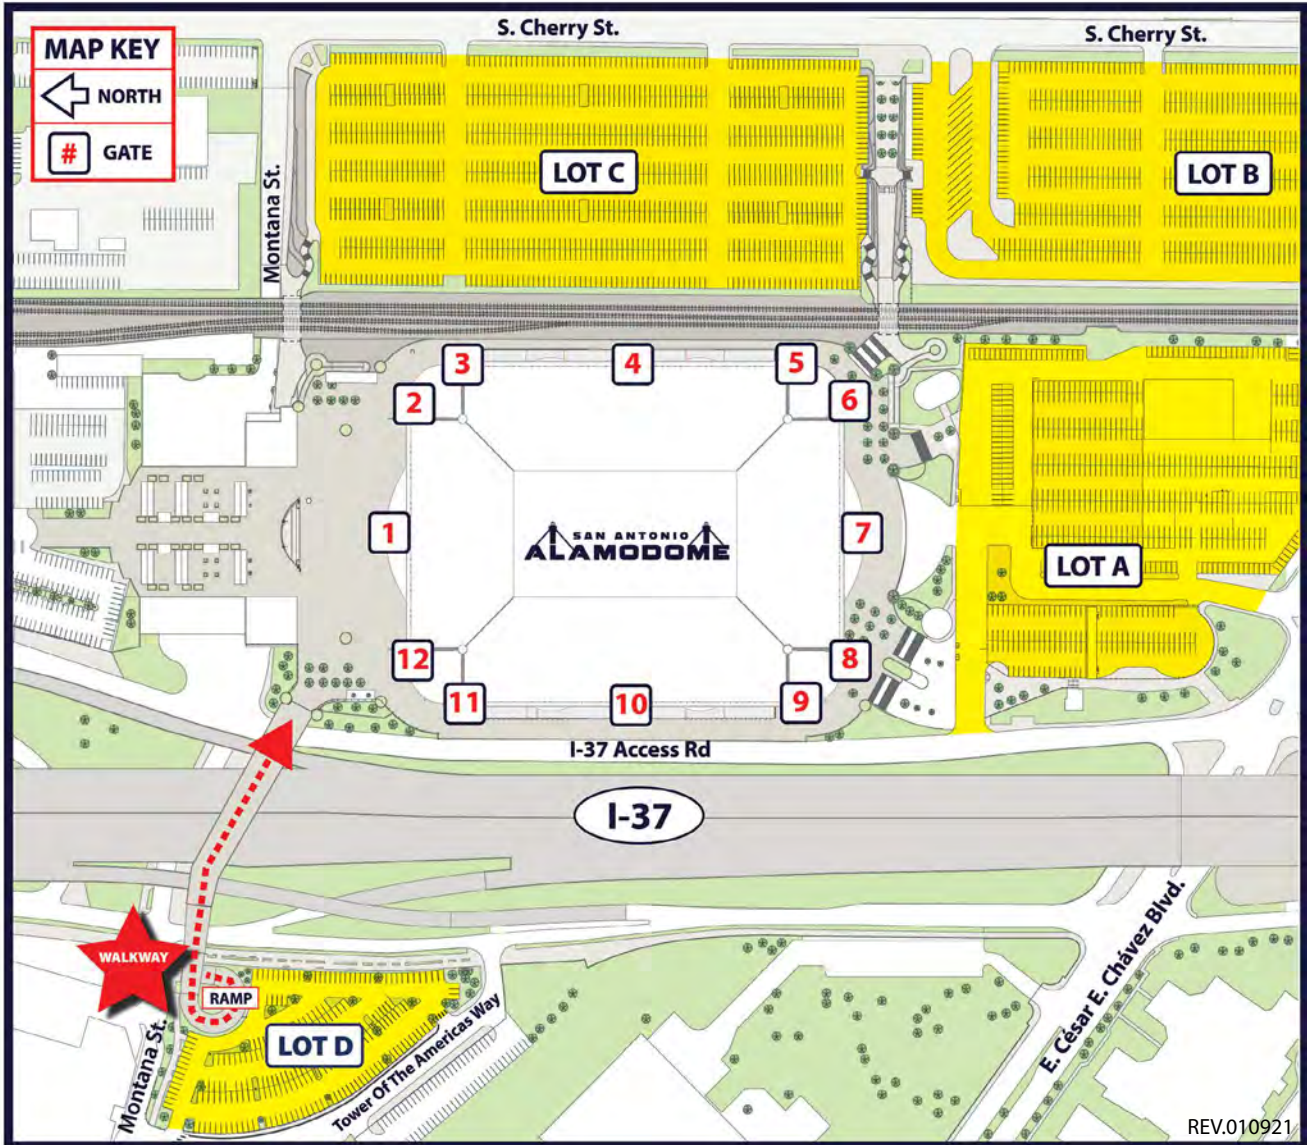 S. Cherry St.
S. Cherry St.
MAP KEY
NORTH
# GATE
Montana St.
LOT C
LOT B
3
4
5
2
6
1
SAN ANTONIO
ALAMODOME
7
LOT A
12
8
11
10
9
I-37 Access Rd
I-37
WALKWAY
RAMP
LOT D
Montana St.
Tower Of The Americas Way
E. César E. Chávez Blvd.
REV.010921